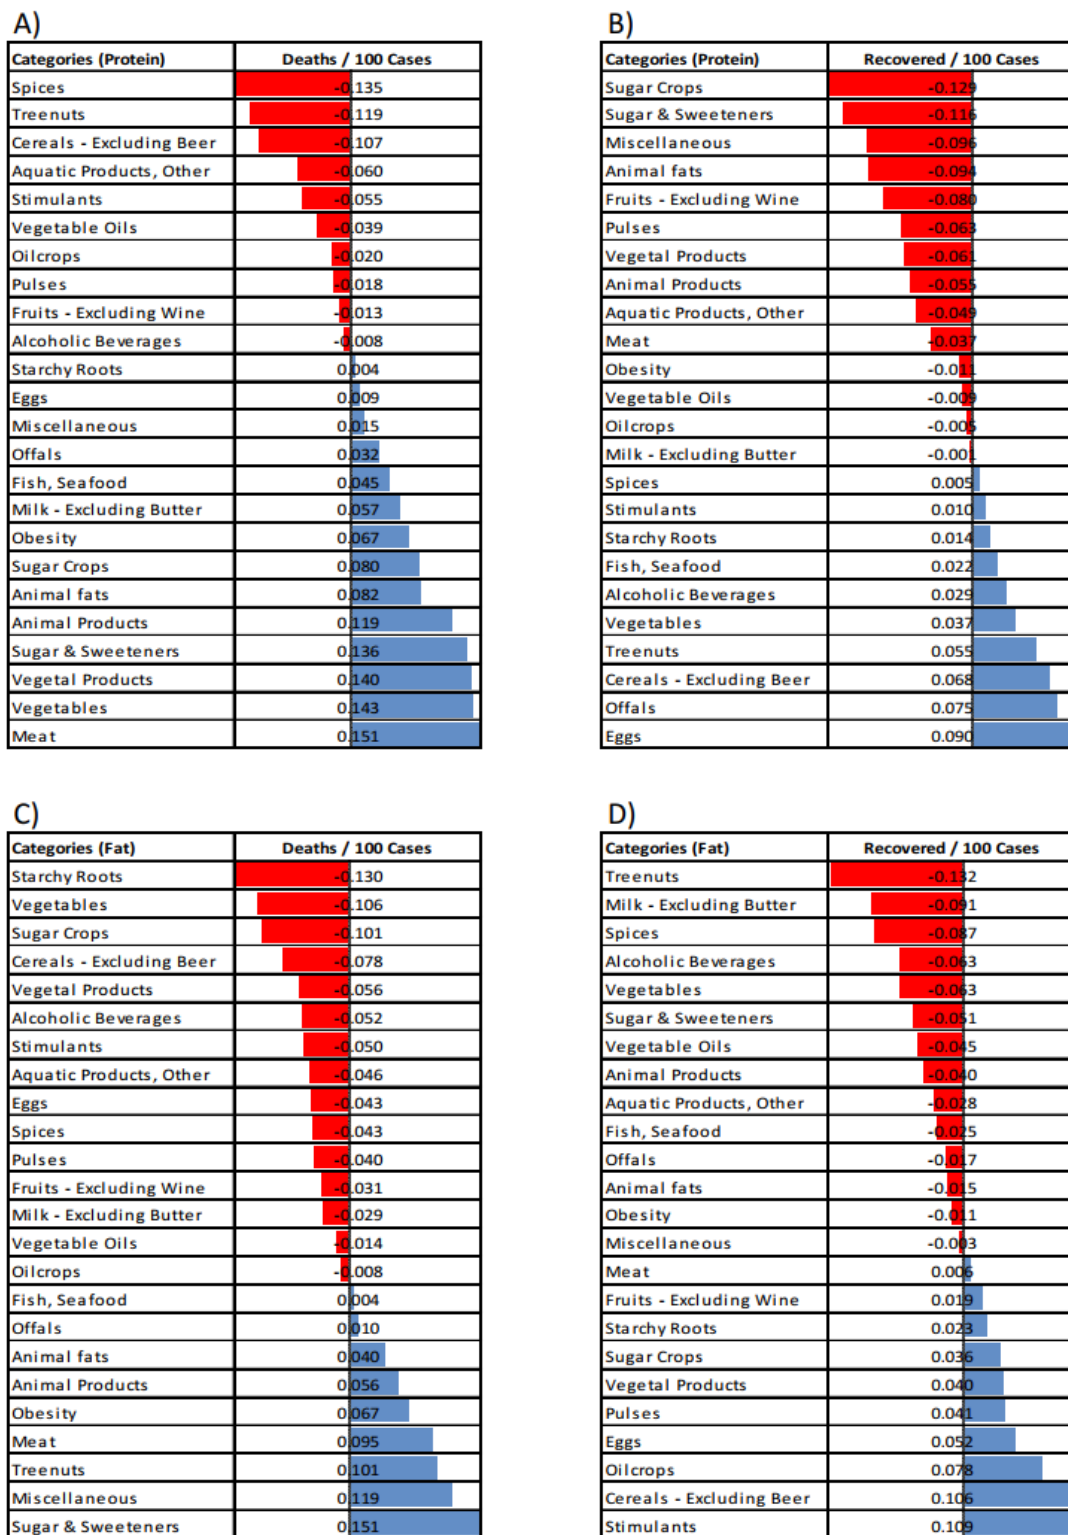 A)
Categories (Protein) Deaths / 100 Cases
Spices -0.135
Treenuts -0.119
Cereals - Excluding Beer -0.107
Aquatic Products, Other -0.060
Stimulants -0.055
Vegetable Oils -0.039
Oilcrops -0.020
Pulses -0.018
Fruits - Excluding Wine -0.013
Alcoholic Beverages -0.008
Starchy Roots 0.004
Eggs 0.009
Miscellaneous 0.015
Offals 0.032
Fish, Seafood 0.045
Milk - Excluding Butter 0.057
Obesity 0.067
Sugar Crops 0.080
Animal fats 0.082
Animal Products 0.119
Sugar & Sweeteners 0.136
Vegetal Products 0.140
Vegetables 0.143
Meat 0.151
B)
Categories (Protein) Recovered / 100 Cases
Sugar Crops -0.129
Sugar & Sweeteners -0.116
Miscellaneous -0.096
Animal fats -0.094
Fruits - Excluding Wine -0.080
Pulses -0.063
Vegetal Products -0.061
Animal Products -0.055
Aquatic Products, Other -0.049
Meat -0.037
Obesity -0.011
Vegetable Oils -0.009
Oilcrops -0.005
Milk - Excluding Butter -0.001
Spices 0.005
Stimulants 0.010
Starchy Roots 0.014
Fish, Seafood 0.022
Alcoholic Beverages 0.029
Vegetables 0.037
Treenuts 0.055
Cereals - Excluding Beer 0.068
Offals 0.075
Eggs 0.090
C)
Categories (Fat) Deaths / 100 Cases
Starchy Roots -0.130
Vegetables -0.106
Sugar Crops -0.101
Cereals - Excluding Beer -0.078
Vegetal Products -0.056
Alcoholic Beverages -0.052
Stimulants -0.050
Aquatic Products, Other -0.046
Eggs -0.043
Spices -0.043
Pulses -0.040
Fruits - Excluding Wine -0.031
Milk - Excluding Butter -0.029
Vegetable Oils -0.014
Oilcrops -0.008
Fish, Seafood 0.004
Offals 0.010
Animal fats 0.040
Animal Products 0.056
Obesity 0.067
Meat 0.095
Treenuts 0.101
Miscellaneous 0.119
Sugar & Sweeteners 0.151
D)
Categories (Fat) Recovered / 100 Cases
Treenuts -0.132
Milk - Excluding Butter -0.091
Spices -0.087
Alcoholic Beverages -0.063
Vegetables -0.063
Sugar & Sweeteners -0.051
Vegetable Oils -0.045
Animal Products -0.040
Aquatic Products, Other -0.028
Fish, Seafood -0.025
Offals -0.017
Animal fats -0.015
Obesity -0.011
Miscellaneous -0.003
Meat 0.006
Fruits - Excluding Wine 0.019
Starchy Roots 0.023
Sugar Crops 0.036
Vegetal Products 0.040
Pulses 0.041
Eggs 0.052
Oilcrops 0.078
Cereals - Excluding Beer 0.106
Stimulants 0.109